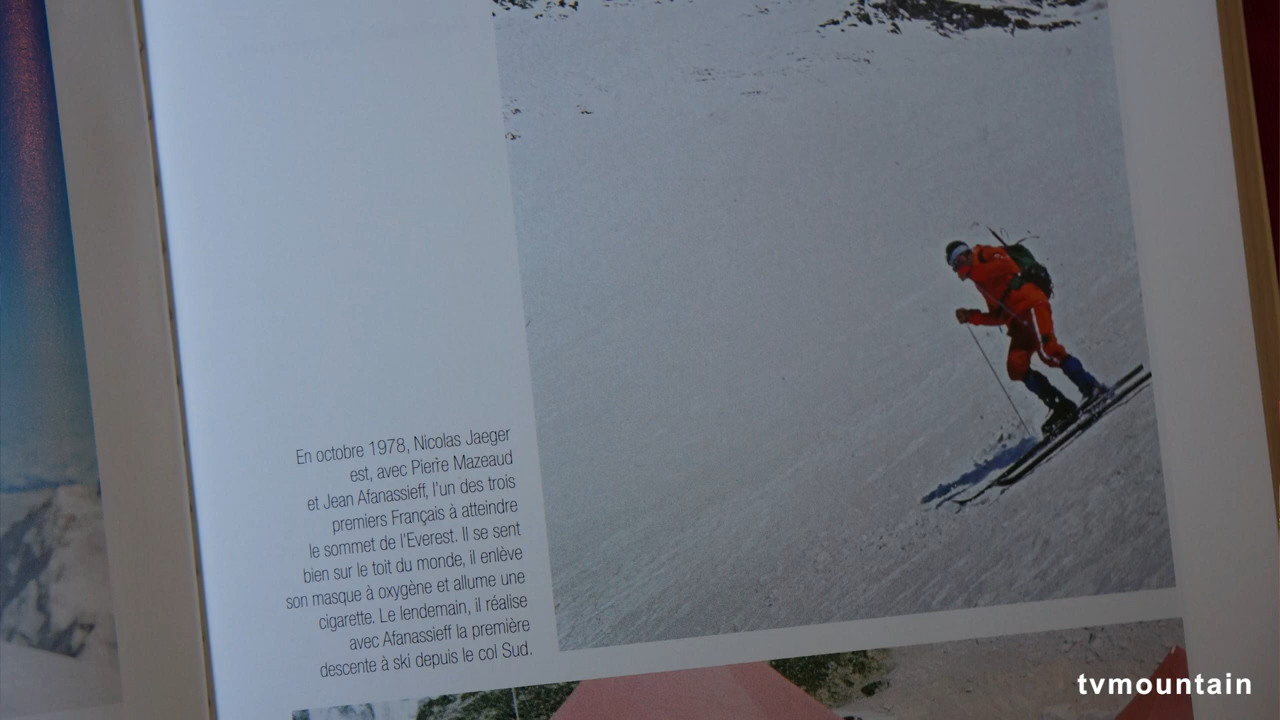 En octobre 1978, Nicolas Jaeger
est, avec Pierre Mazeaud
et Jean Afanassieff, l'un des trois
premiers Français à atteindre
le sommet de l'Everest. Il se sent
bien sur le toit du monde, il enlève
son masque à oxygène et allume une
cigarette. Le lendemain, il réalise
avec Afanassieff la première
descente à ski depuis le col Sud.
tvmountain